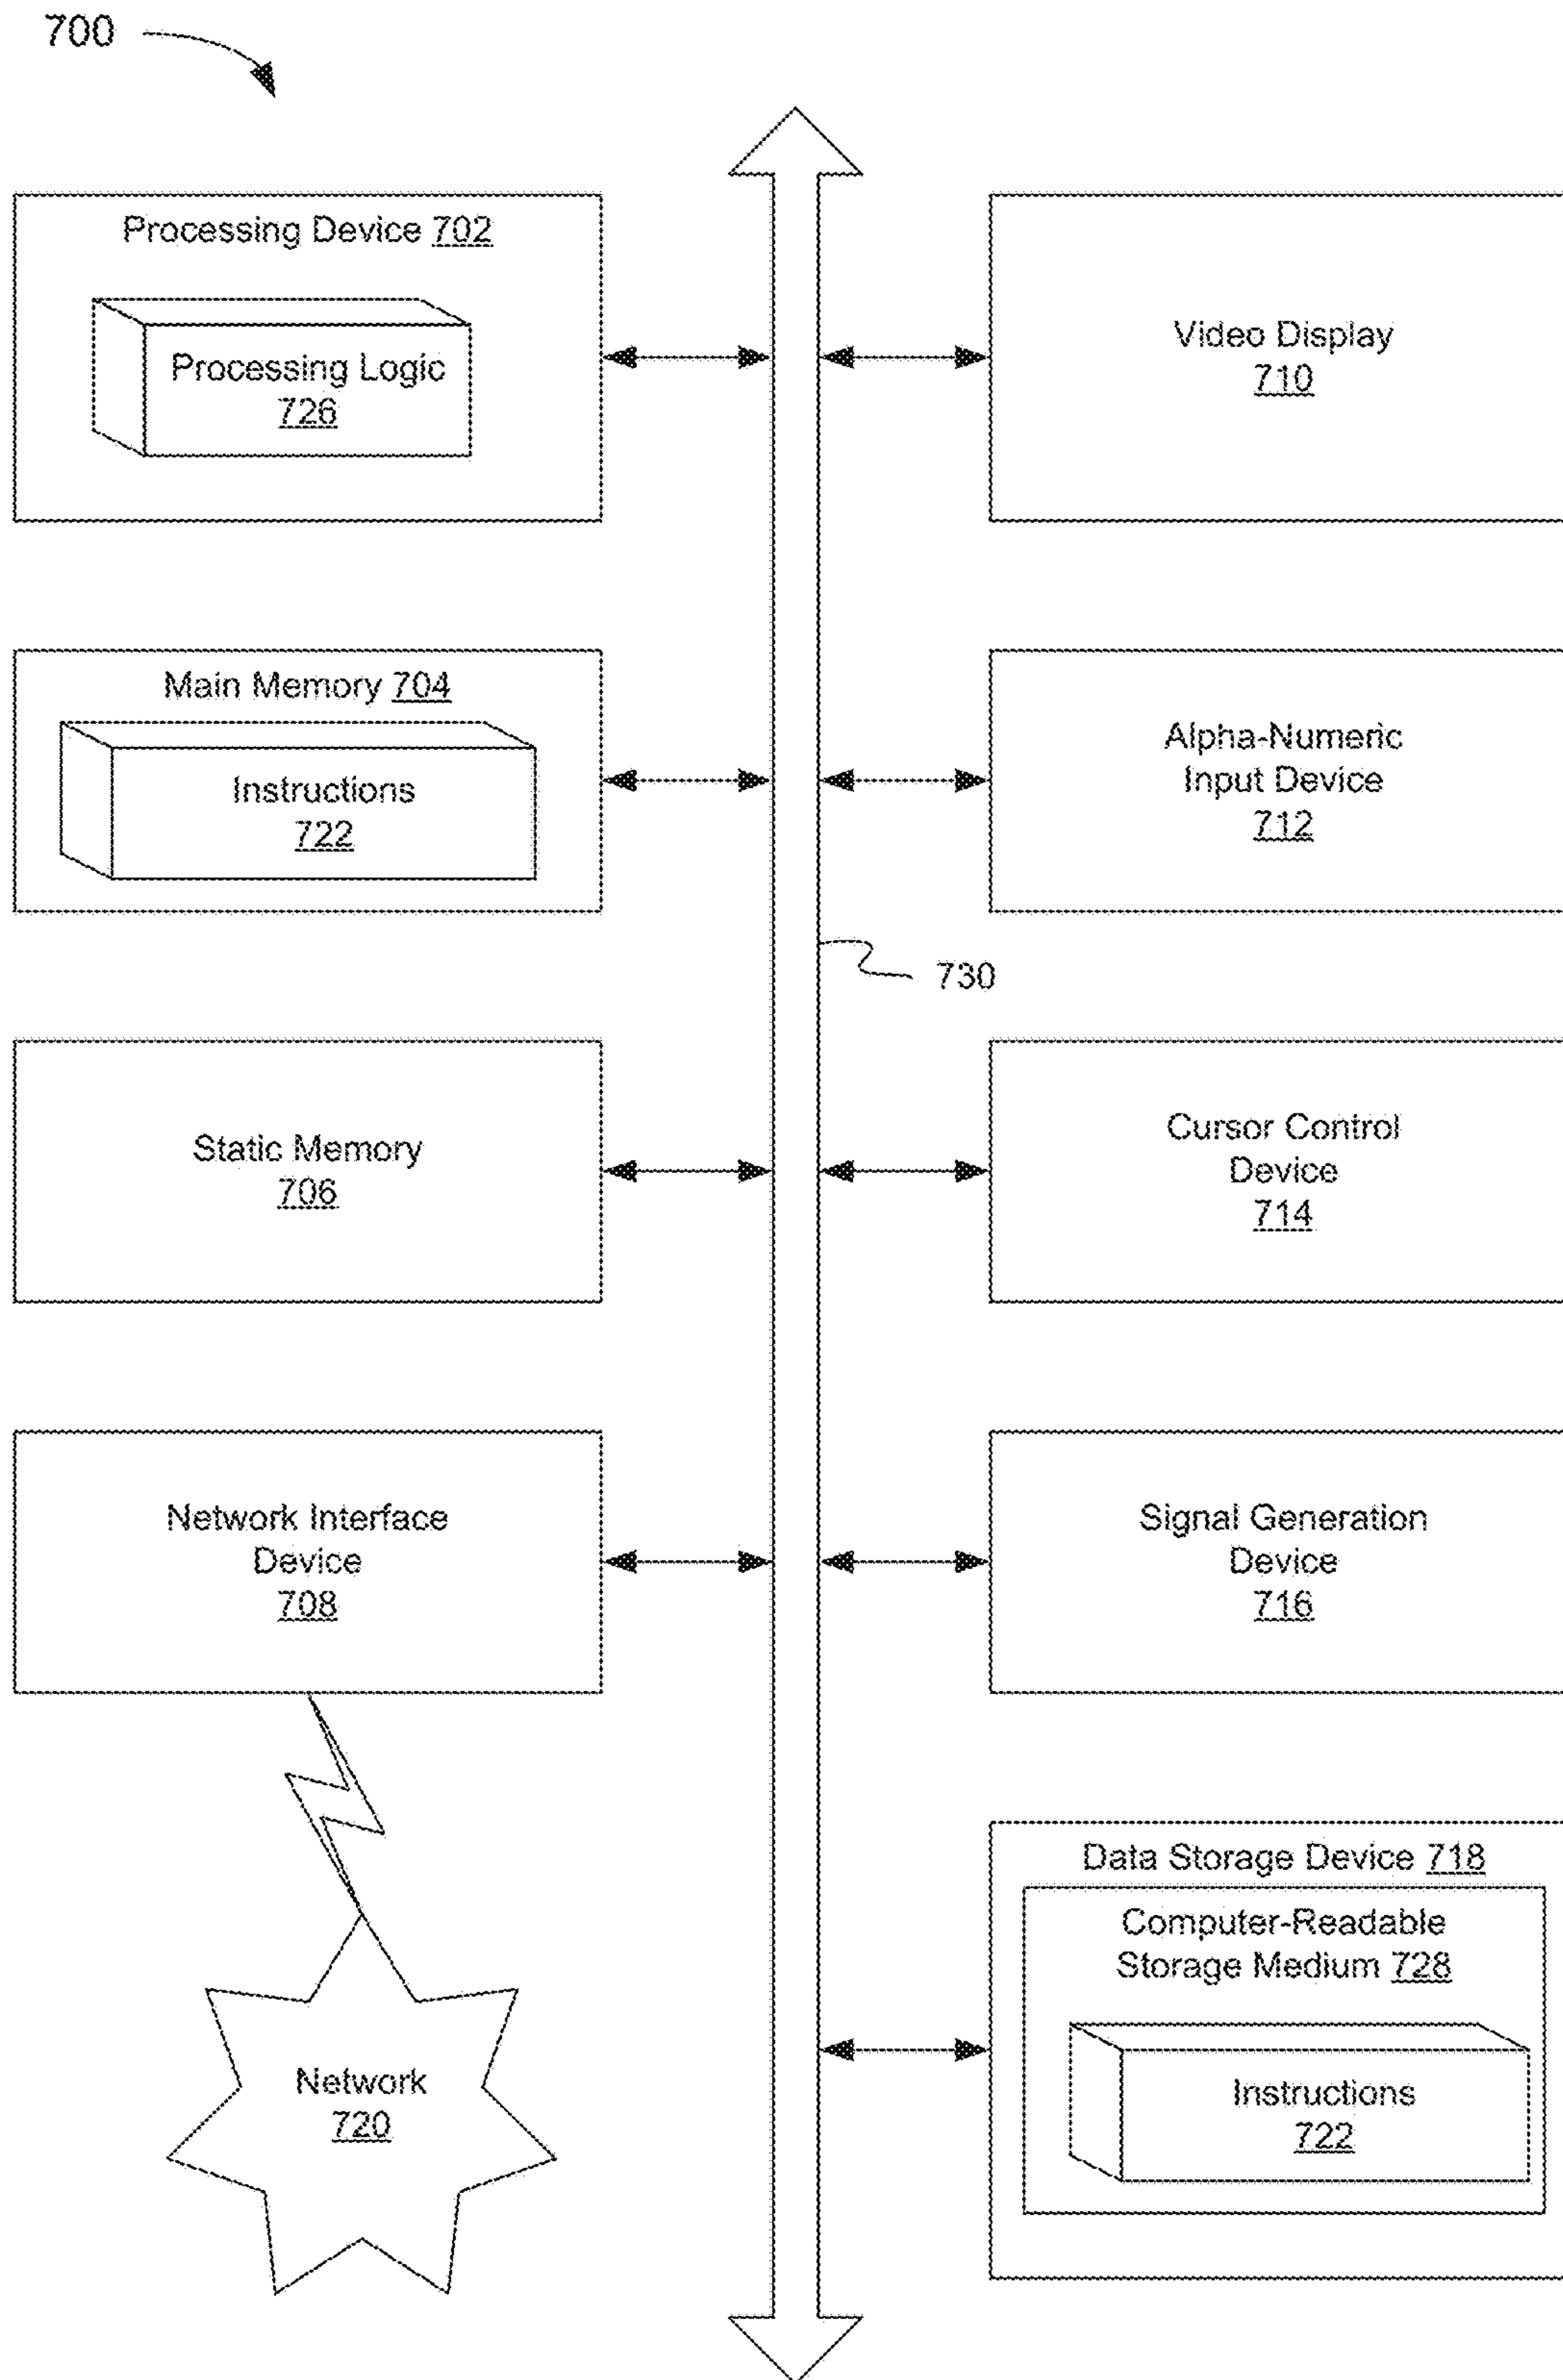 700
Processing Device 702
Processing Logic
726
Video Display
710
Main Memory 704
Instructions
722
Alpha-Numeric
Input Device
712
730
Static Memory
706
Cursor Control
Device
714
Network Interface
Device
708
Signal Generation
Device
716
Data Storage Device 718
Computer-Readable
Storage Medium 728
Instructions
722
Network
720